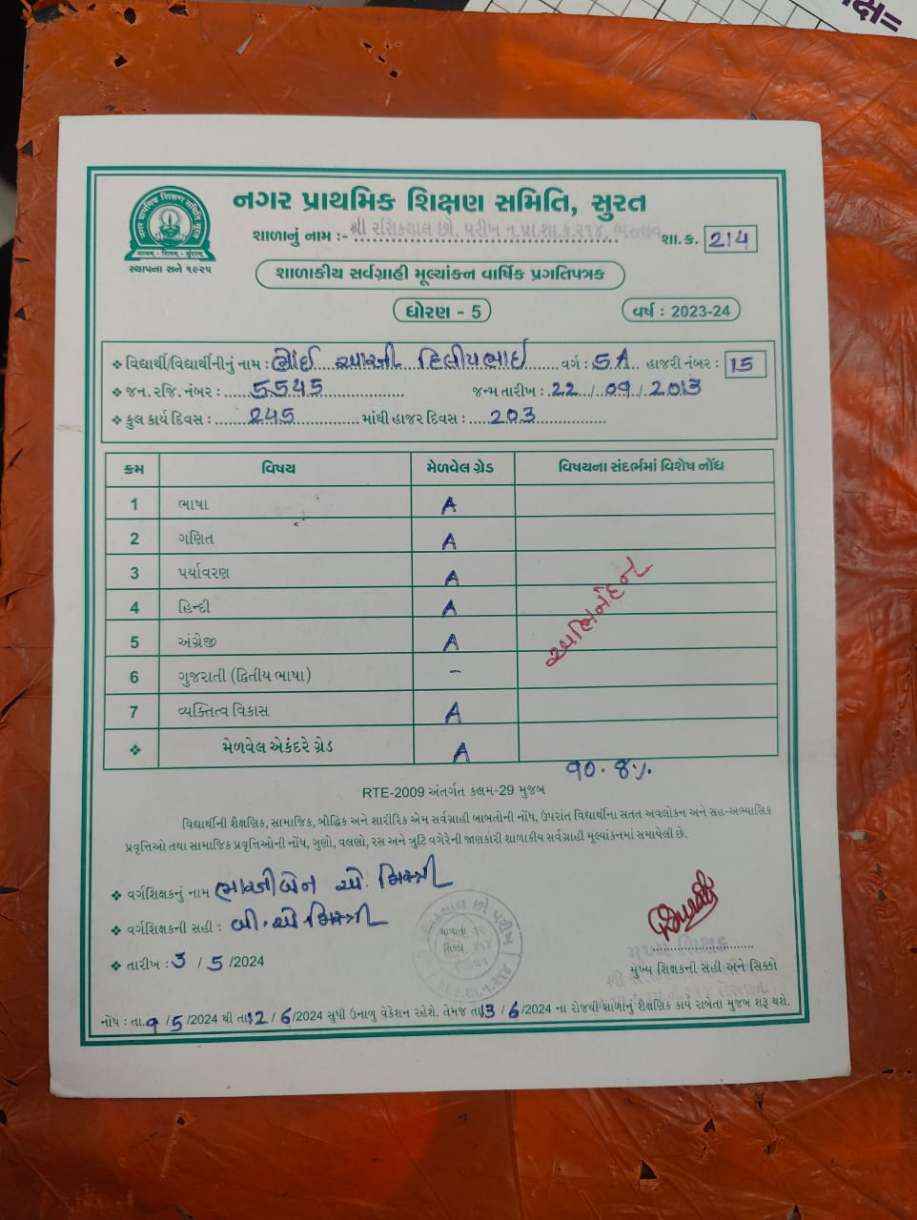 નગર પ્રાથમિક શિક્ષણ સમિતિ, સુરત
શાળાનું નામ :- શ્રી રસિકલાલ છો. પરીખ ન.પ્રા.શા.ક્ર.૨૧૪, શા.ક્ર. 214
સ્થાપના સને ૧૯૨૫
શાળાકીય સર્વગ્રાહી મૂલ્યાંકન વાર્ષિક પ્રગતિપત્રક
ધોરણ - 5
વર્ષ : 2023-24
❖ વિદ્યાર્થી/વિદ્યાર્થીનીનું નામ : ભોઈ આરતી દિલીપભાઈ વર્ગ : 5A હાજરી નંબર : 15
❖ જન. રજિ. નંબર : 5545 જન્મ તારીખ : 22 / 09 / 2013
❖ કુલ કાર્ય દિવસ : 245 માંથી હાજર દિવસ : 203
ક્રમ વિષય મેળવેલ ગ્રેડ વિષયના સંદર્ભમાં વિશેષ નોંધ
1 ભાષા A
2 ગણિત A
3 પર્યાવરણ A
4 હિન્દી A
5 અંગ્રેજી A
અભિનંદન
6 ગુજરાતી (દ્વિતીય ભાષા) -
7 વ્યક્તિત્વ વિકાસ A
❖ મેળવેલ એકંદરે ગ્રેડ A
90.8%
RTE-2009 અંતર્ગત કલમ-29 મુજબ
વિદ્યાર્થીની શૈક્ષણિક, સામાજિક, બૌદ્ધિક અને શારીરિક એમ સર્વગ્રાહી બાબતોની નોંધ, ઉપરાંત વિદ્યાર્થીના સતત અવલોકન અને સહ-અભ્યાસિક
પ્રવૃત્તિઓ તથા સામાજિક પ્રવૃત્તિઓની નોંધ, ગુણો, વલણો, રસ અને ત્રુટિ વગેરેની જાણકારી શાળાકીય સર્વગ્રાહી મૂલ્યાંકનમાં સમાયેલી છે.
❖ વર્ગશિક્ષકનું નામ ભાવનીબેન એ. મિસ્ત્રી
❖ વર્ગશિક્ષકની સહી : બી. એ મિસ્ત્રી
❖ તારીખ : 3 / 5 /2024
મુખ્ય શિક્ષકની સહી અને સિક્કો
નોંધ : તા. 9 /5 /2024 થી તા. 12 / 6 /2024 સુધી ઉનાળુ વેકેશન રહેશે. તેમજ તા. 13 / 6 /2024 ના રોજથી શાળાનું શૈક્ષણિક કાર્ય રાબેતા મુજબ શરૂ થશે.